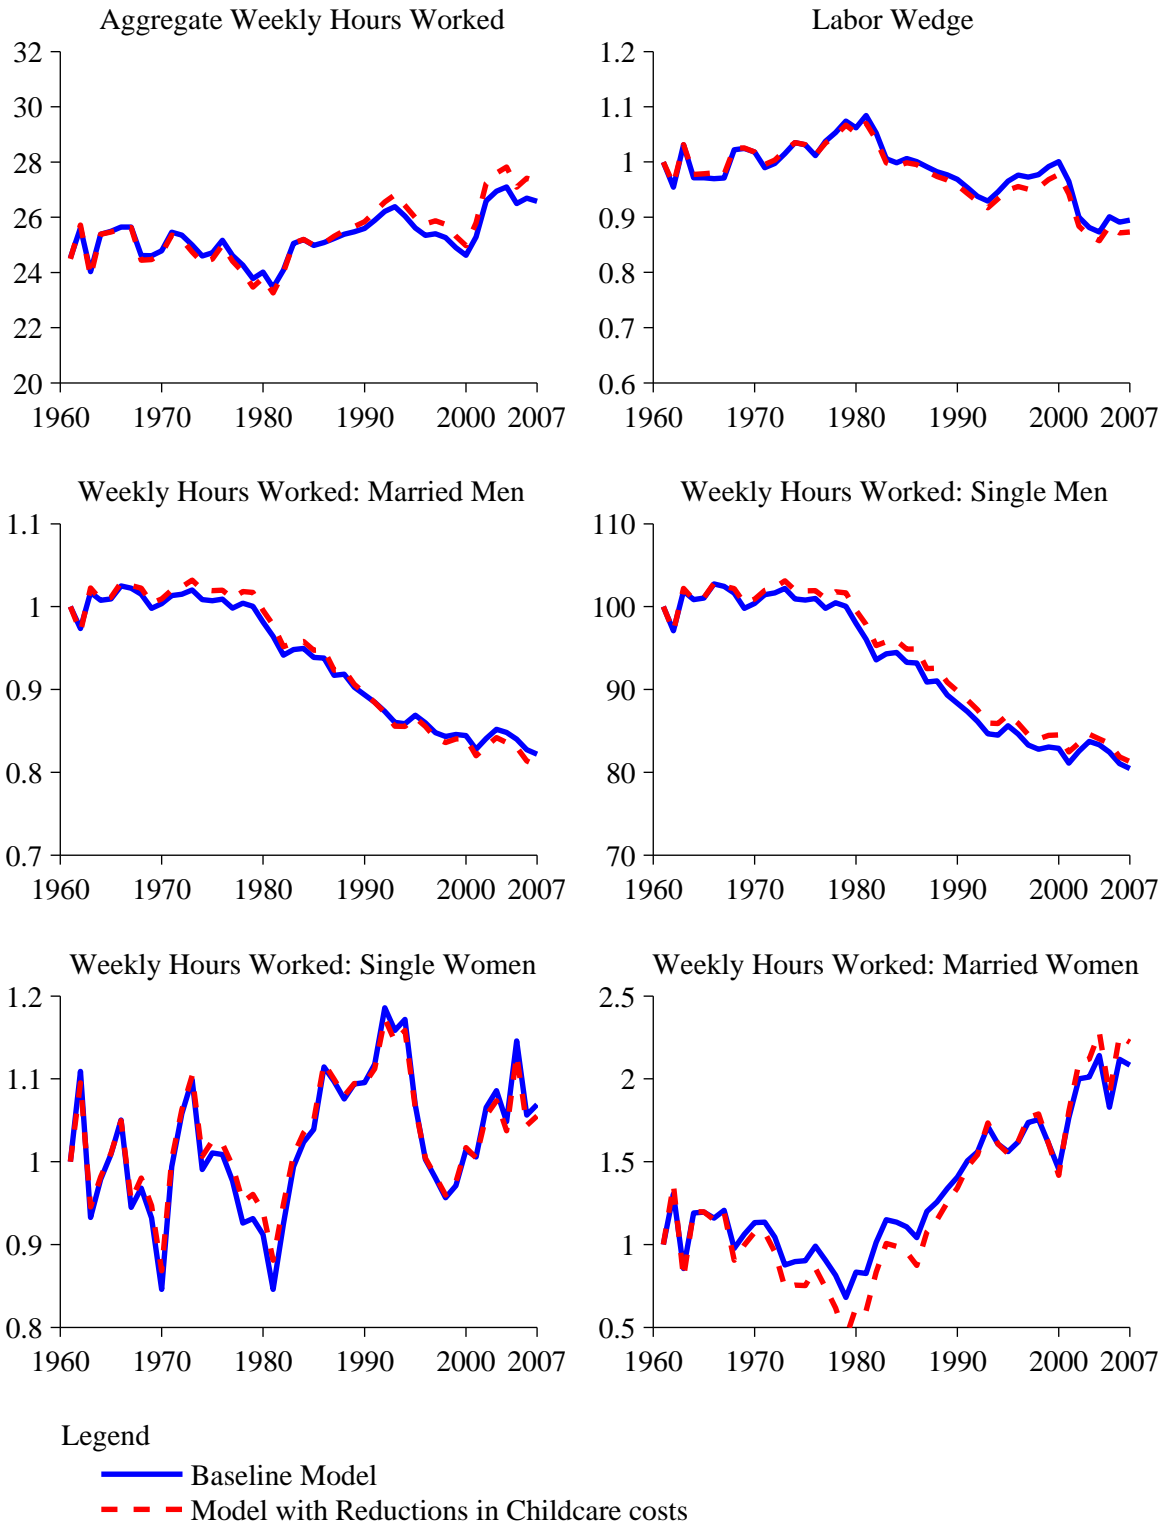 Aggregate Weekly Hours Worked
32
30
28
26
24
22
20
1960 1970 1980 1990 2000 2007
Labor Wedge
1.2
1.1
1
0.9
0.8
0.7
0.6
1960 1970 1980 1990 2000 2007
Weekly Hours Worked: Married Men
1.1
1
0.9
0.8
0.7
1960 1970 1980 1990 2000 2007
Weekly Hours Worked: Single Men
110
100
90
80
70
1960 1970 1980 1990 2000 2007
Weekly Hours Worked: Single Women
1.2
1.1
1
0.9
0.8
1960 1970 1980 1990 2000 2007
Weekly Hours Worked: Married Women
2.5
2
1.5
1
0.5
1960 1970 1980 1990 2000 2007
Legend
Baseline Model
Model with Reductions in Childcare costs